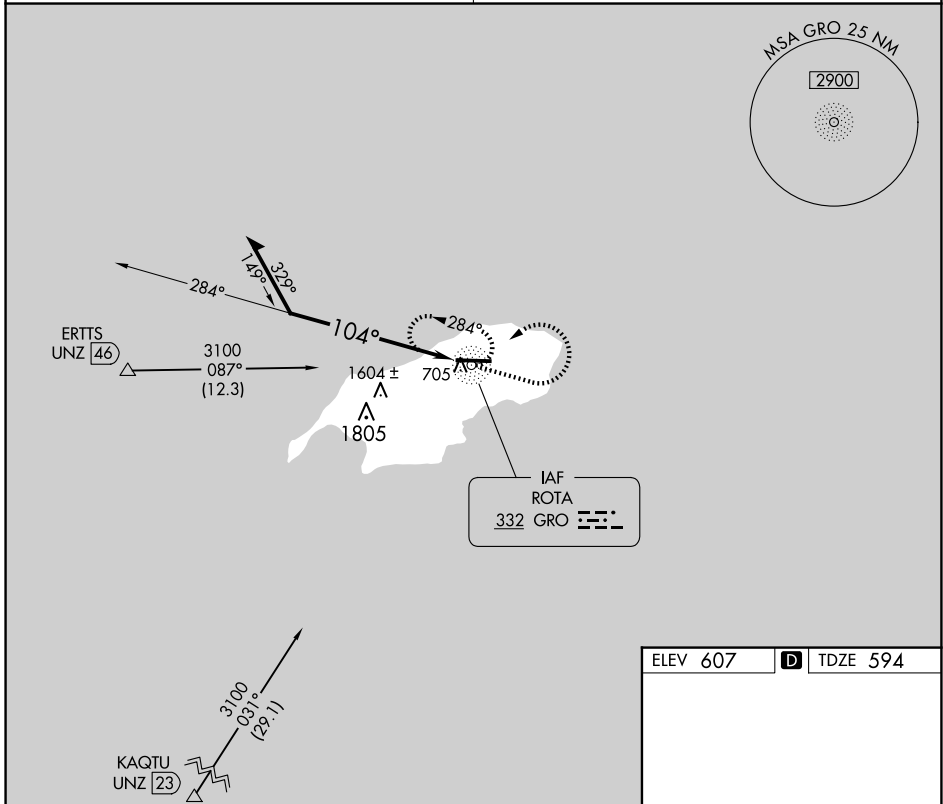 MSA GRO 25 NM
2900
329°
149°
284°
104°
284°
ERTTS
UNZ 46
3100
087°
(12.3)
1604 ±
705
1805
IAF
ROTA
332 GRO
3100
031°
(29.1)
KAQTU
UNZ 23
ELEV 607 D TDZE 594